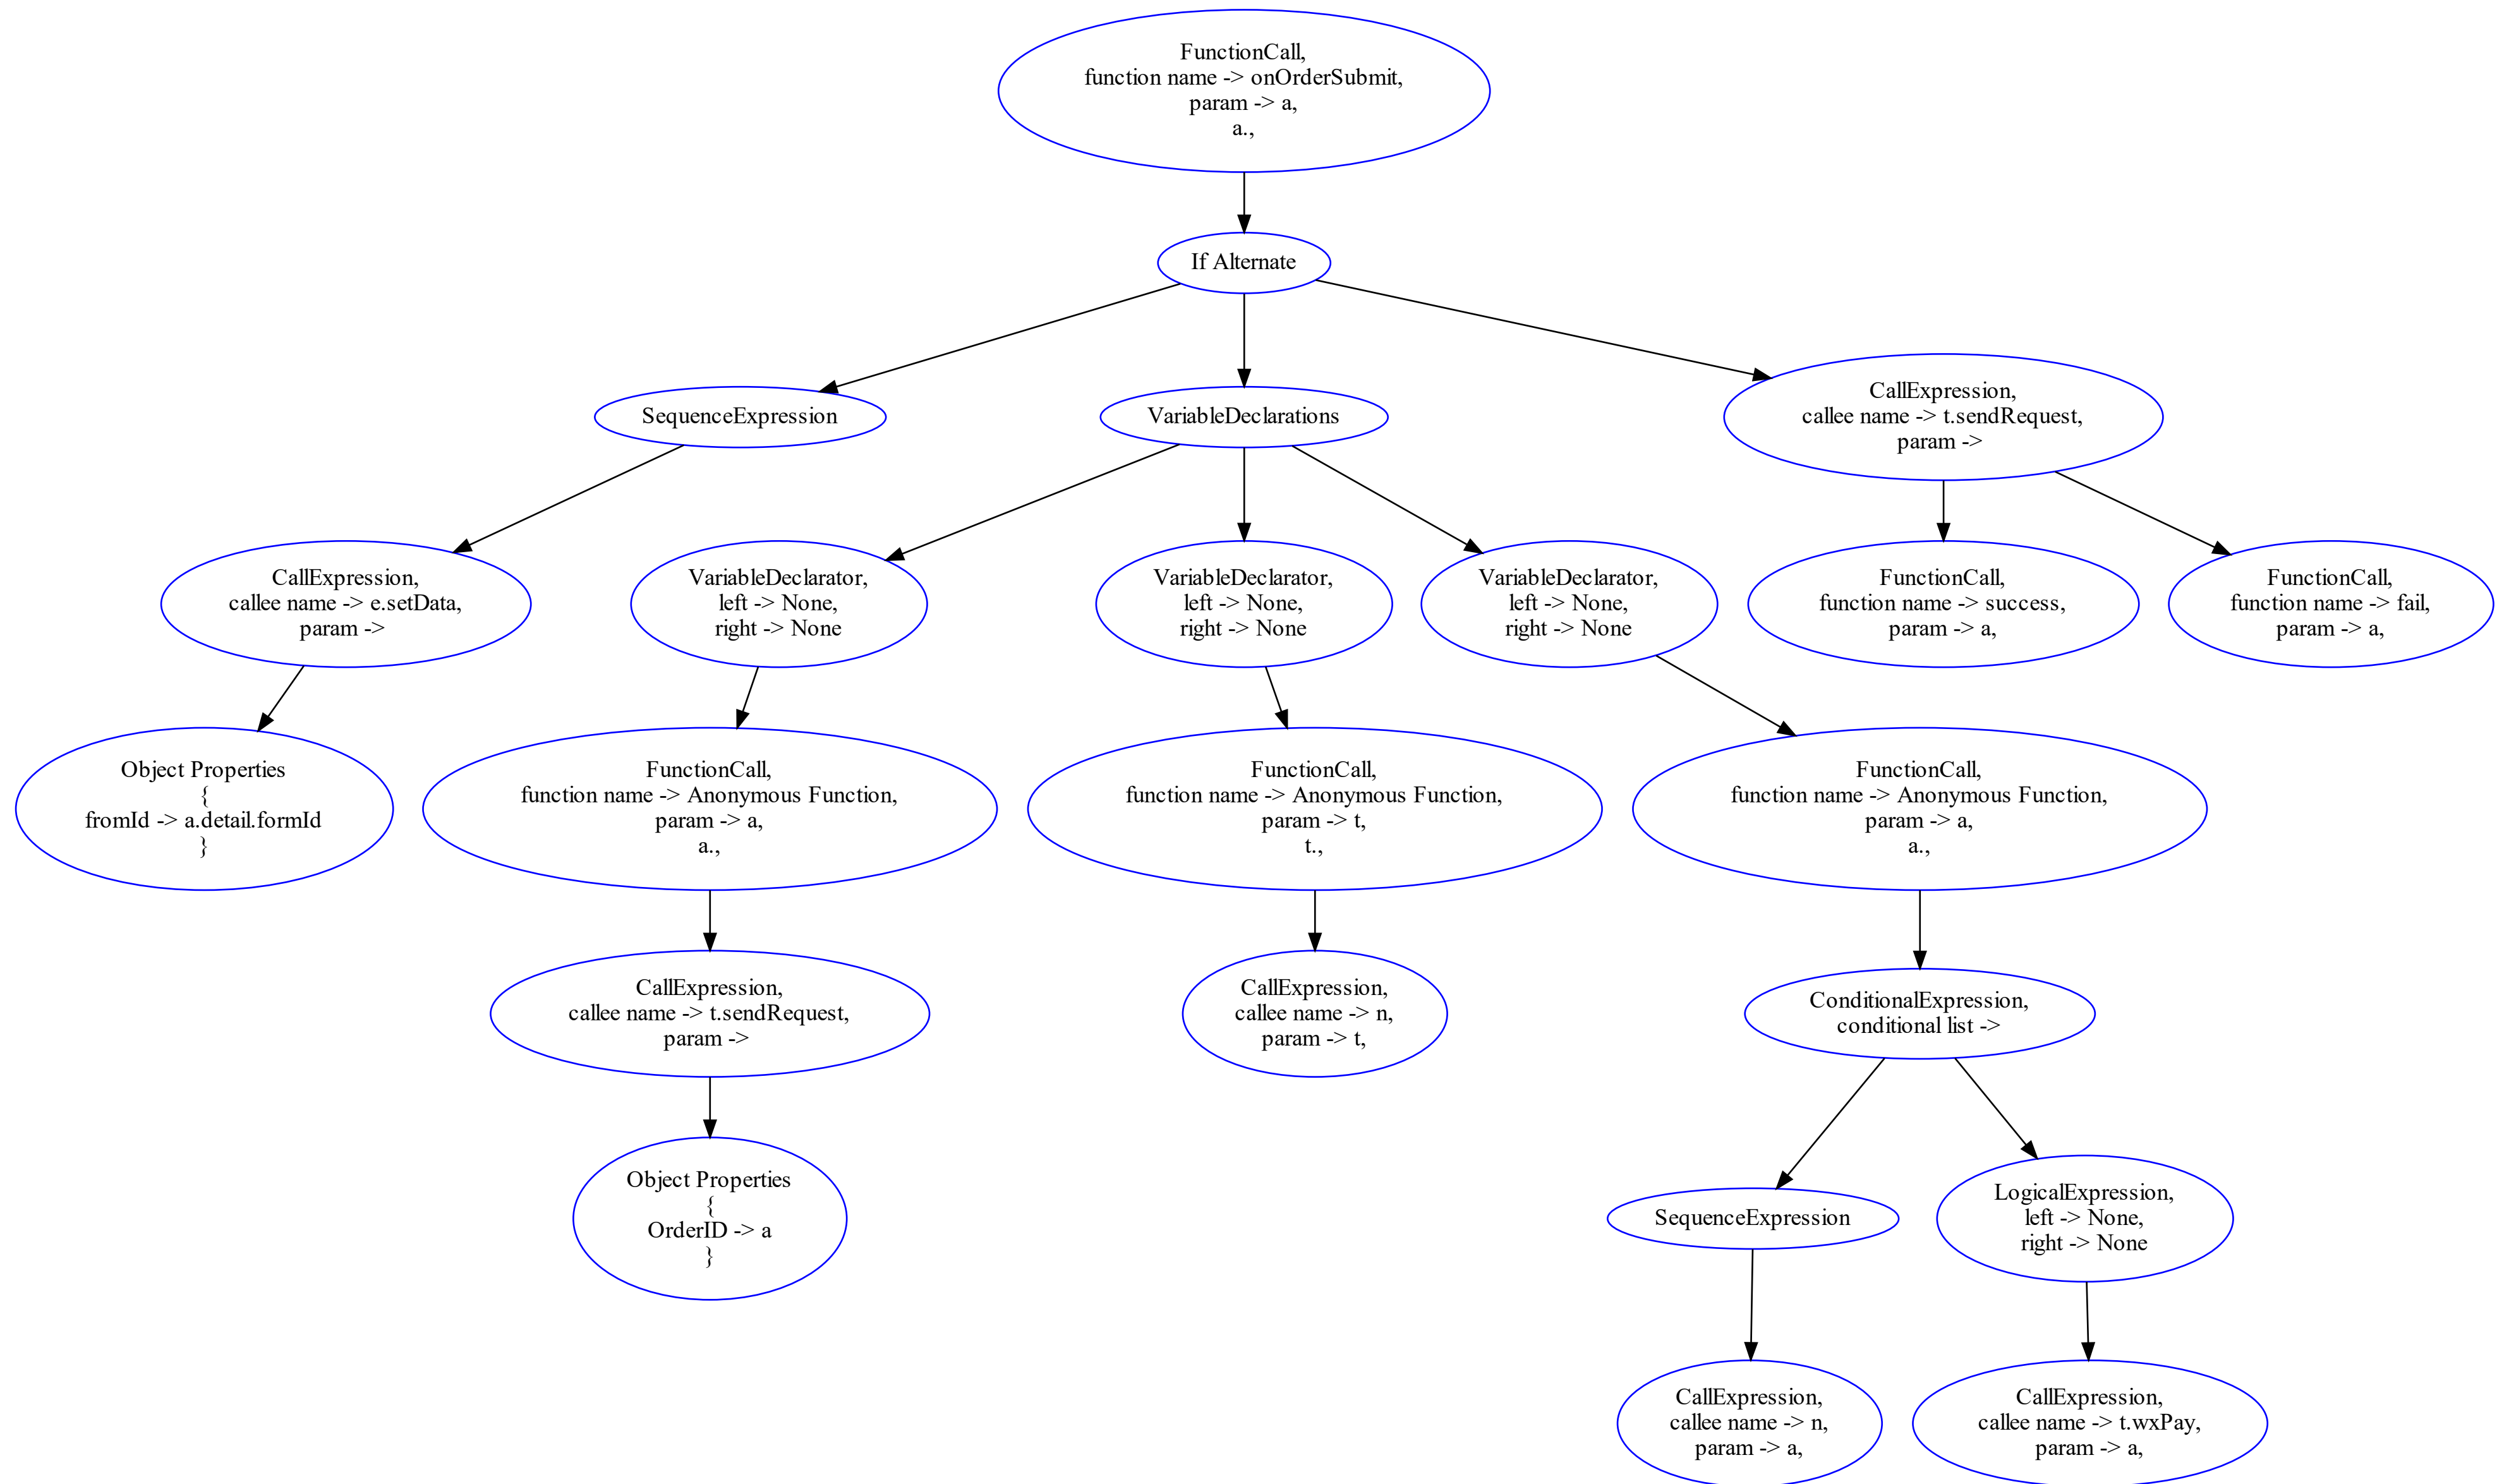 FunctionCall,
function name -> onOrderSubmit,
param -> a,
a.,
If Alternate
SequenceExpression
VariableDeclarations
CallExpression,
callee name -> t.sendRequest,
param ->
CallExpression,
callee name -> e.setData,
param ->
VariableDeclarator,
left -> None,
right -> None
VariableDeclarator,
left -> None,
right -> None
VariableDeclarator,
left -> None,
right -> None
FunctionCall,
function name -> success,
param -> a,
FunctionCall,
function name -> fail,
param -> a,
Object Properties
{
fromId -> a.detail.formId
}
FunctionCall,
function name -> Anonymous Function,
param -> a,
a.,
FunctionCall,
function name -> Anonymous Function,
param -> t,
t.,
FunctionCall,
function name -> Anonymous Function,
param -> a,
a.,
CallExpression,
callee name -> t.sendRequest,
param ->
CallExpression,
callee name -> n,
param -> t,
ConditionalExpression,
conditional list ->
Object Properties
{
OrderID -> a
}
SequenceExpression
LogicalExpression,
left -> None,
right -> None
CallExpression,
callee name -> n,
param -> a,
CallExpression,
callee name -> t.wxPay,
param -> a,